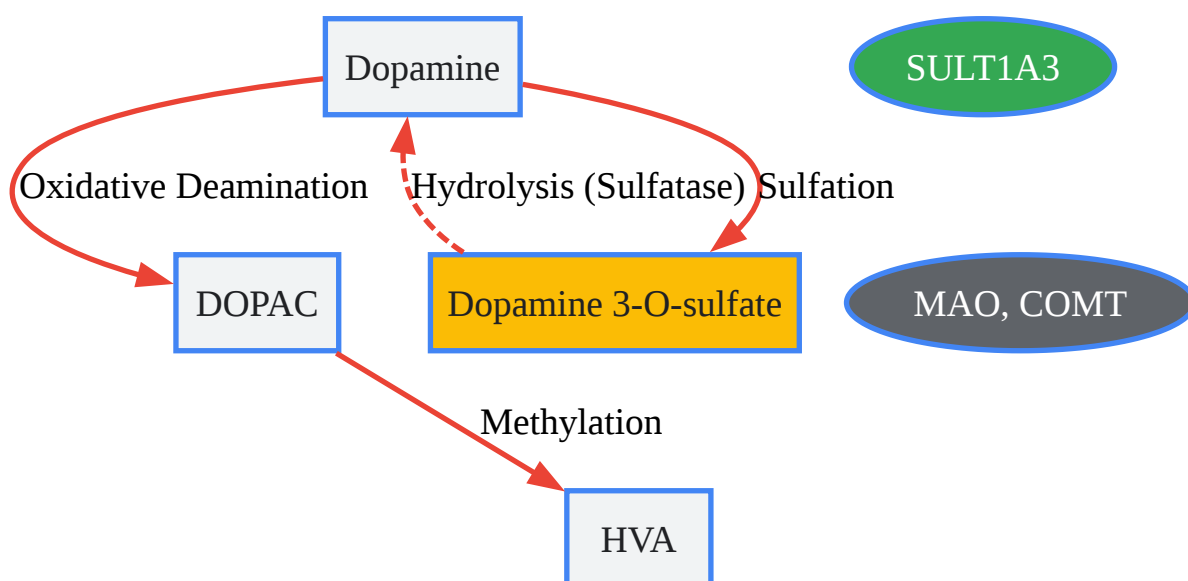 Dopamine
SULT1A3
Oxidative Deamination
Hydrolysis (Sulfatase)
Sulfation
DOPAC
Dopamine 3-O-sulfate
MAO, COMT
Methylation
HVA